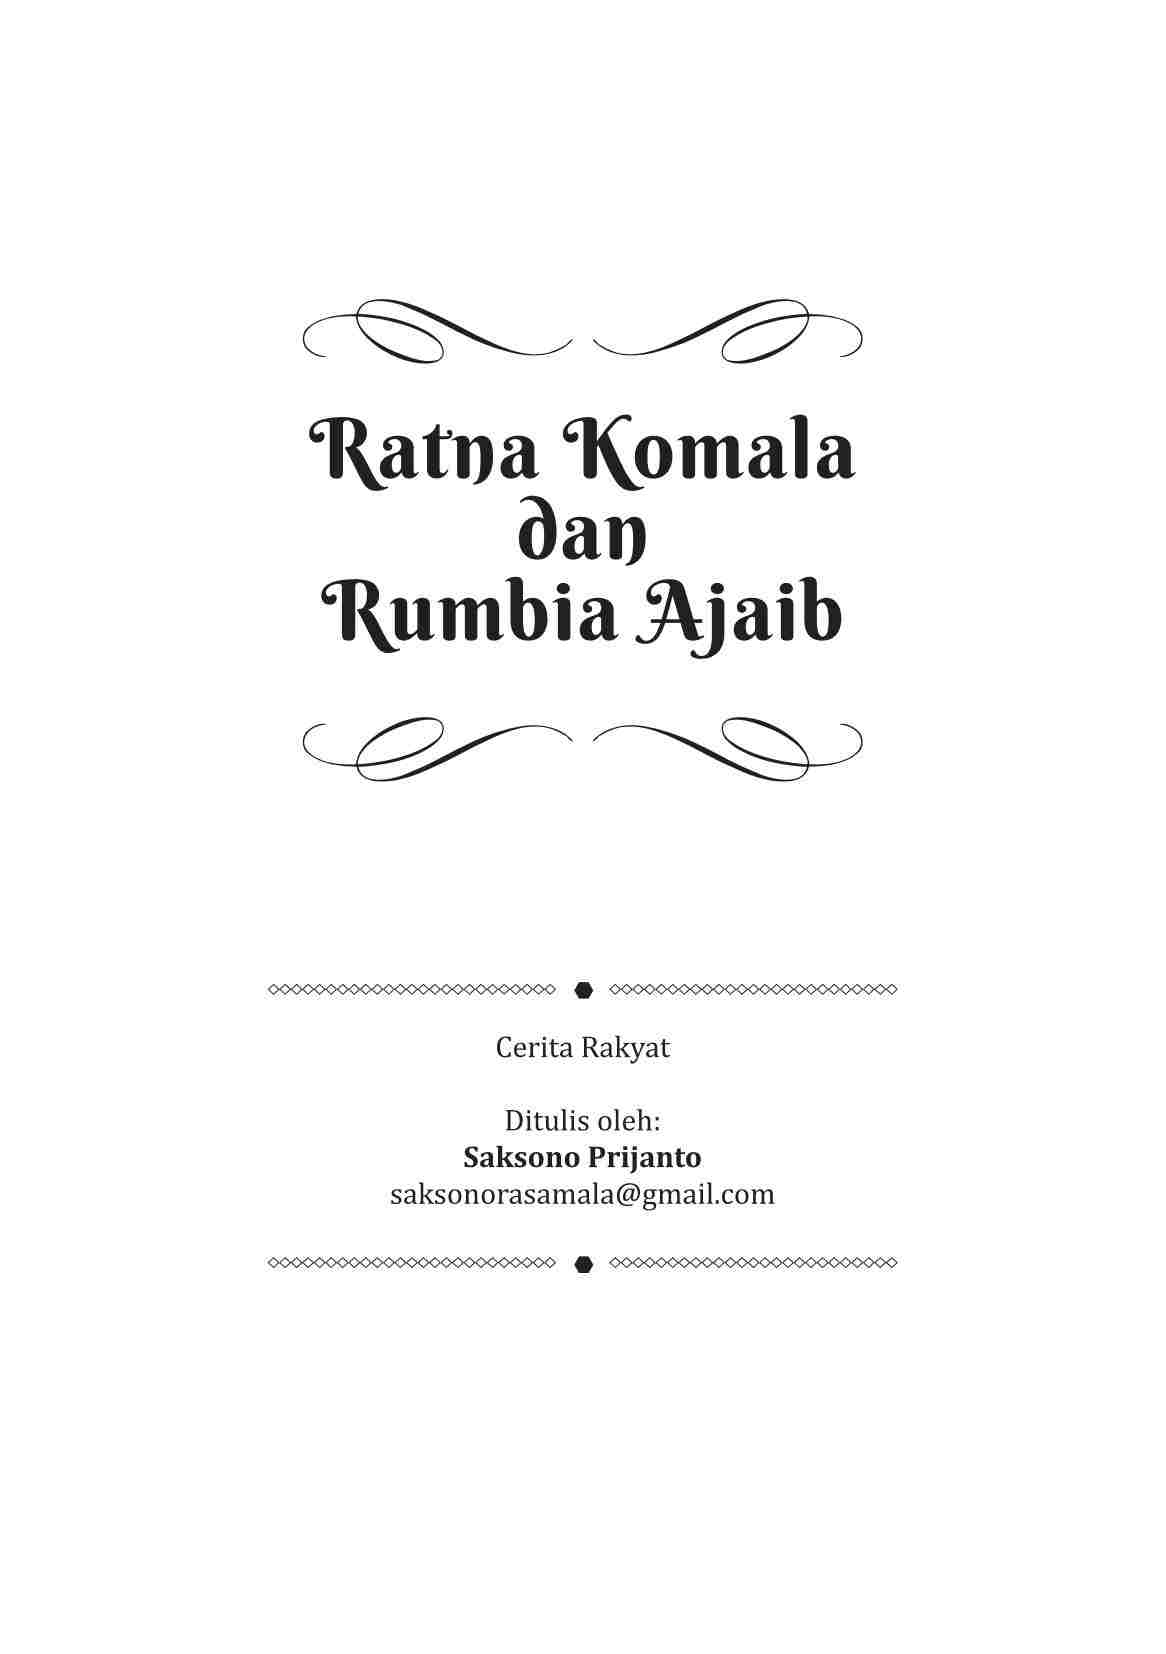 Ratna Komala
dan
Rumbia Ajaib
Cerita Rakyat
Ditulis oleh:
Saksono Prijanto
saksonorasamala@gmail.com